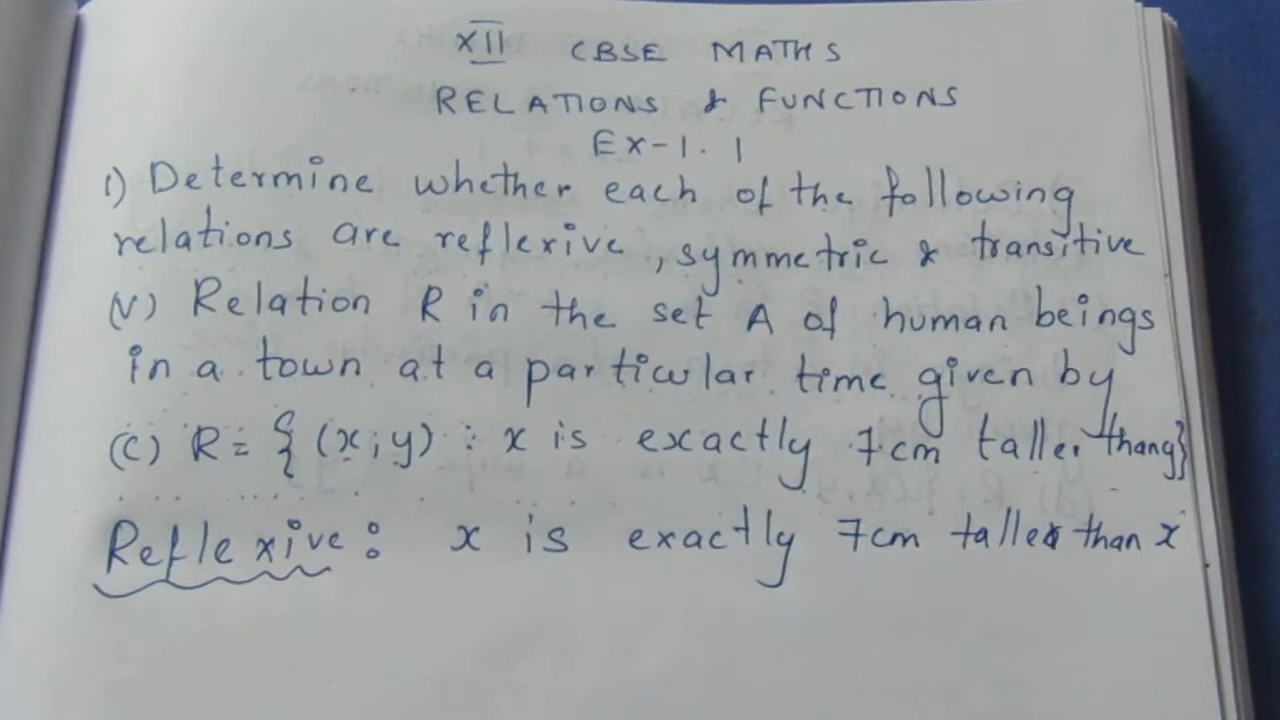 XII CBSE MATHS
RELATIONS & FUNCTIONS
Ex-1.1
1) Determine whether each of the following
relations are reflexive, symmetric & transitive
(V) Relation R in the set A of human beings
in a town at a particular time given by
(C) R = {(x,y) : x is exactly 7cm taller than y}
Reflexive: x is exactly 7cm taller than x